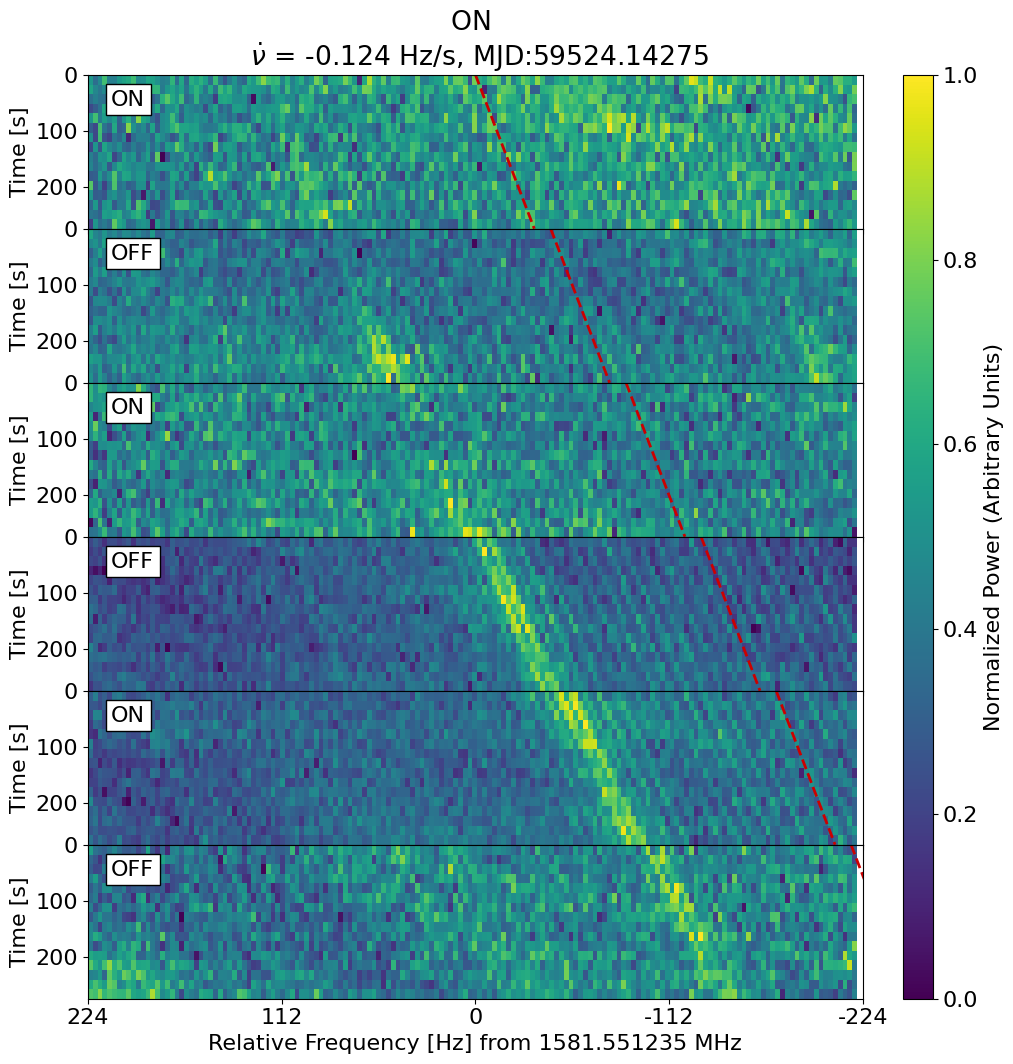 ON
ν̇ = -0.124 Hz/s, MJD:59524.14275
0
ON
100
200
Time [s]
0
OFF
100
200
Time [s]
0
ON
100
200
Time [s]
0
OFF
100
200
Time [s]
0
ON
100
200
Time [s]
0
OFF
100
200
Time [s]
224 112 0 -112 -224
Relative Frequency [Hz] from 1581.551235 MHz
1.0
0.8
0.6
0.4
0.2
0.0
Normalized Power (Arbitrary Units)